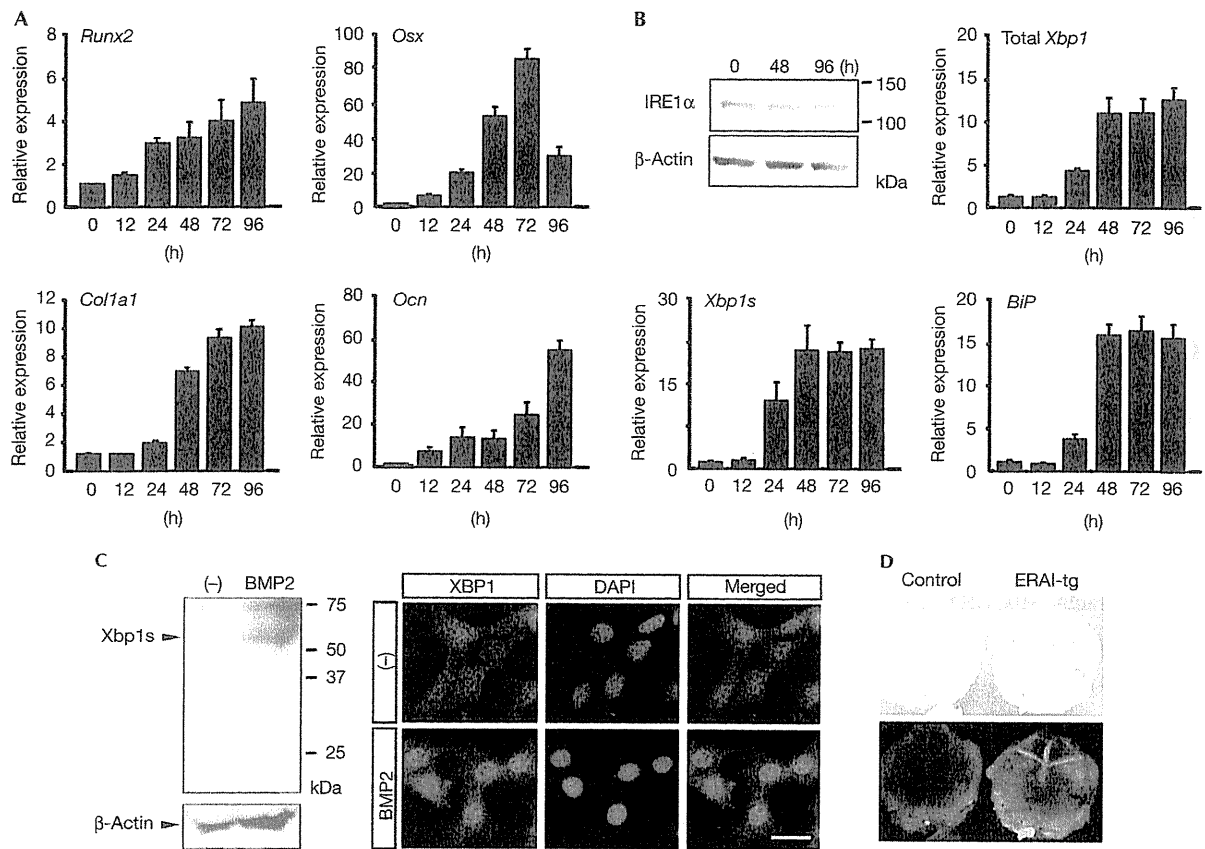 A
Runx2
Relative expression
8
6
4
2
0
0 12 24 48 72 96
(h)
Osx
Relative expression
100
80
60
40
20
0
0 12 24 48 72 96
(h)
Col1a1
Relative expression
12
10
8
6
4
2
0
0 12 24 48 72 96
(h)
Ocn
Relative expression
80
60
40
20
0
0 12 24 48 72 96
(h)
B
0 48 96 (h)
IRE1α
150
100
β-Actin
kDa
Total Xbp1
Relative expression
20
15
10
5
0
0 12 24 48 72 96
(h)
Xbp1s
Relative expression
30
15
0
0 12 24 48 72 96
(h)
BiP
Relative expression
20
15
10
5
0
0 12 24 48 72 96
(h)
C
(–) BMP2
Xbp1s
75
50
37
25
kDa
β-Actin
XBP1 DAPI Merged
(–)
BMP2
D
Control ERAI-tg